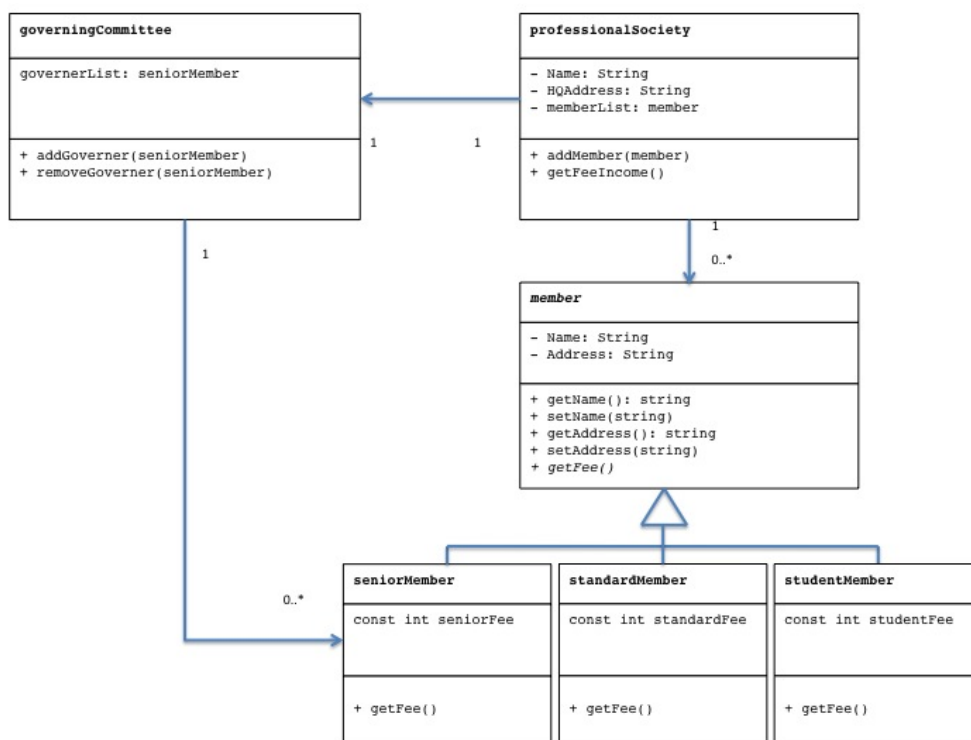 governingCommittee
governerList: seniorMember
+ addGoverner(seniorMember)
+ removeGoverner(seniorMember)
professionalSociety
- Name: String
- HQAddress: String
- memberList: member
+ addMember(member)
+ getFeeIncome()
1
1
1
1
0..*
member
- Name: String
- Address: String
+ getName(): string
+ setName(string)
+ getAddress(): string
+ setAddress(string)
+ getFee()
0..*
seniorMember
const int seniorFee
+ getFee()
standardMember
const int standardFee
+ getFee()
studentMember
const int studentFee
+ getFee()